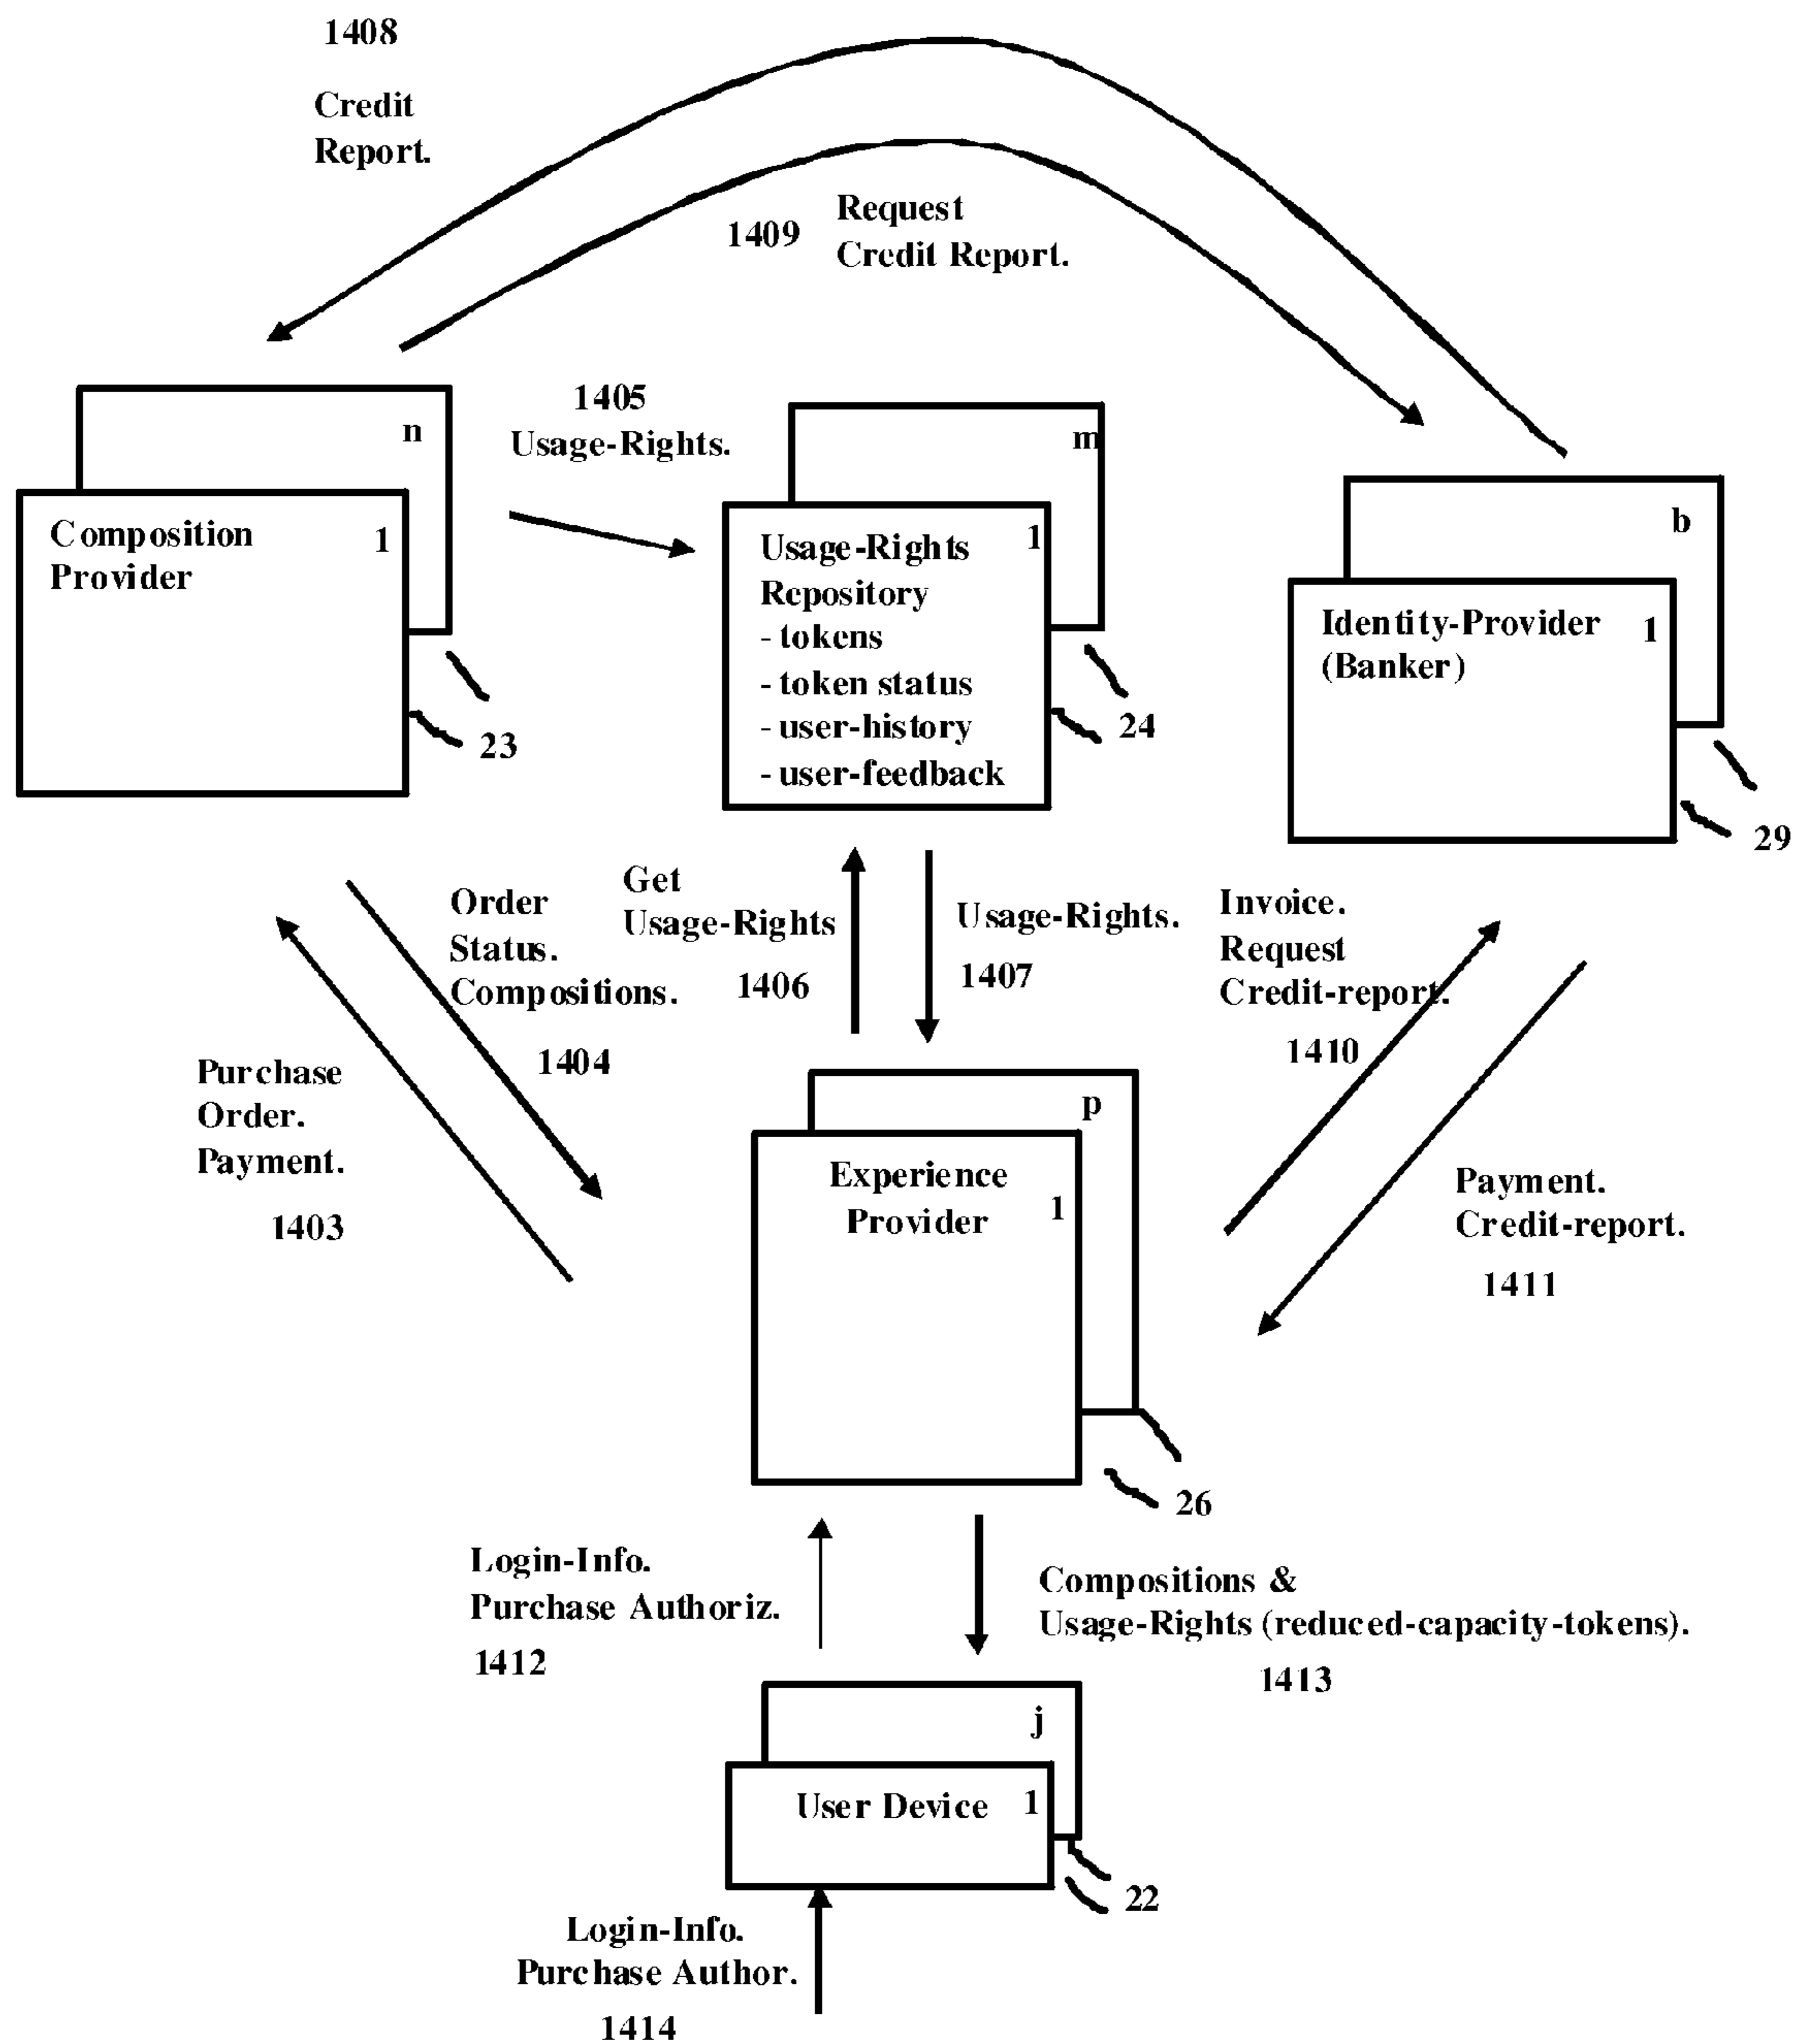 1408
Credit
Report.
1409
Request
Credit Report.
n
Composition
Provider
1
23
1405
Usage-Rights.
m
Usage-Rights
Repository
- tokens
- token status
- user-history
- user-feedback
1
24
b
Identity-Provider
(Banker)
1
29
Purchase
Order.
Payment.
1403
Order
Status.
Compositions.
1404
Get
Usage-Rights
1406
Usage-Rights.
1407
Invoice.
Request
Credit-report.
1410
Payment.
Credit-report.
1411
p
Experience
Provider
1
26
Login-Info.
Purchase Authoriz.
1412
Compositions &
Usage-Rights (reduced-capacity-tokens).
1413
j
User Device
1
22
Login-Info.
Purchase Author.
1414